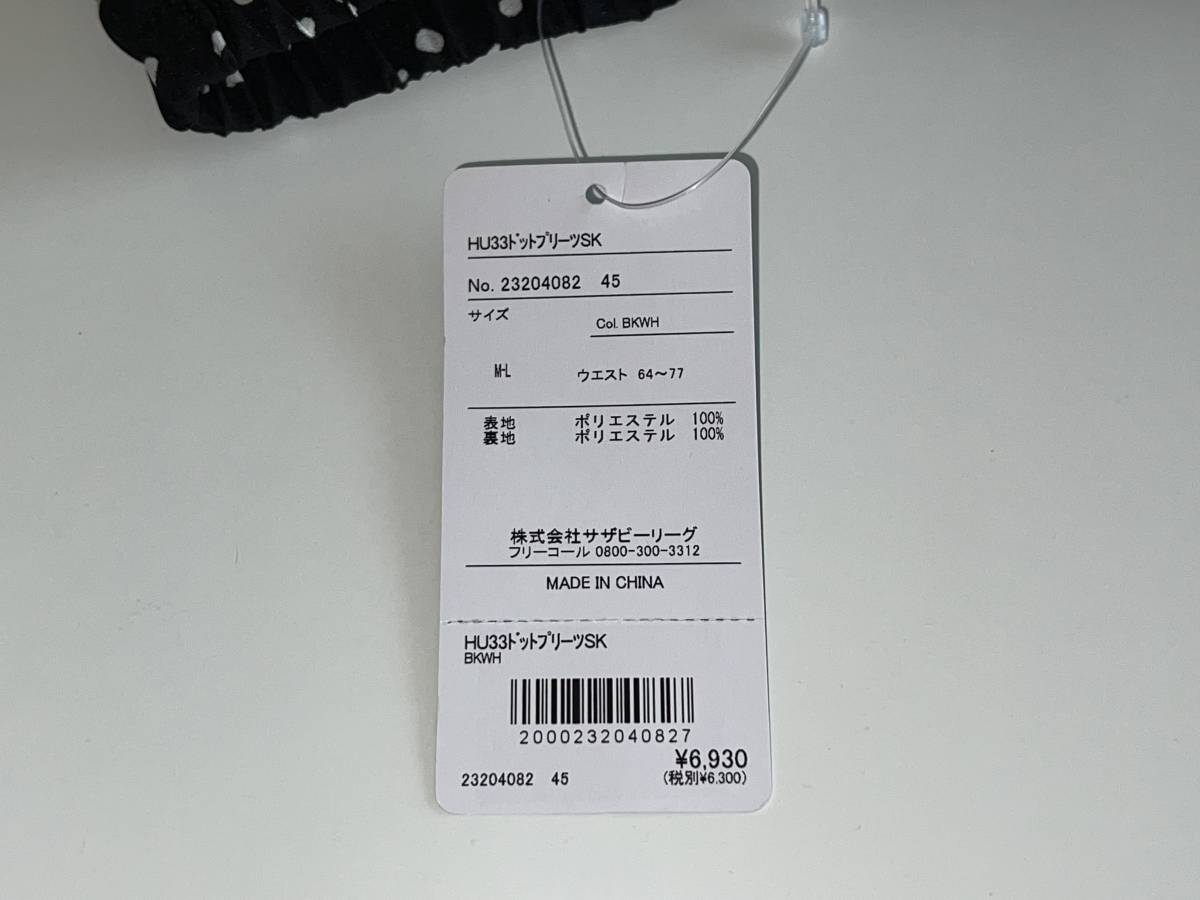 HU33ﾄﾞｯﾄﾌﾟﾘｰﾂSK
No. 23204082 45
サイズ
Col. BKWH
M-L ウエスト 64～77
表地 ポリエステル 100%
裏地 ポリエステル 100%
株式会社サザビーリーグ
フリーコール 0800-300-3312
MADE IN CHINA
HU33ﾄﾞｯﾄﾌﾟﾘｰﾂSK
BKWH
2000232040827
¥6,930
23204082 45 (税別¥6,300)